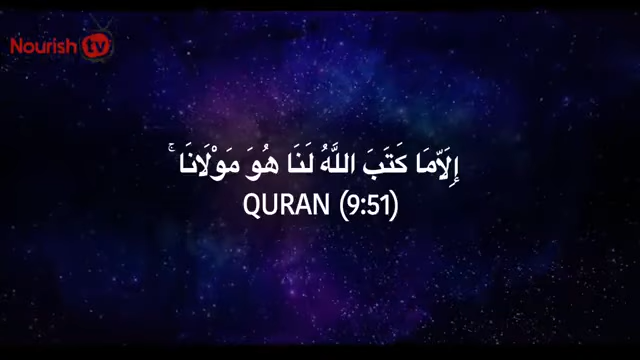 Nourish tv
إِلَّا مَا كَتَبَ اللَّهُ لَنَا هُوَ مَوْلَانَا ۚ
QURAN (9:51)